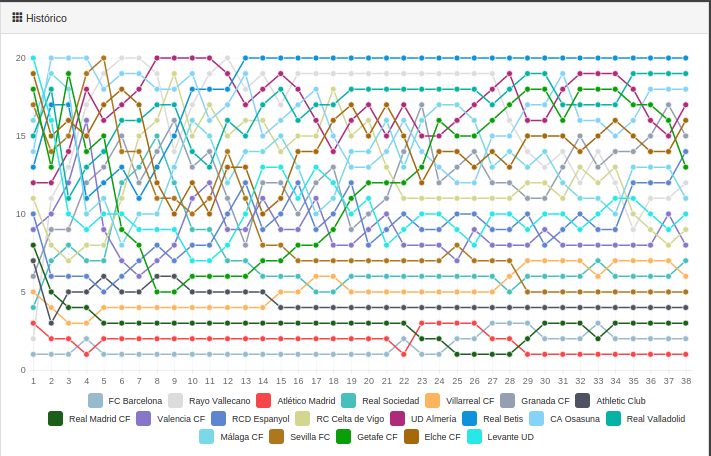 Histórico
20
15
10
5
0
1 2 3 4 5 6 7 8 9 10 11 12 13 14 15 16 17 18 19 20 21 22 23 24 25 26 27 28 29 30 31 32 33 34 35 36 37 38
FC Barcelona Rayo Vallecano Atlético Madrid Real Sociedad Villarreal CF Granada CF Athletic Club
Real Madrid CF Valencia CF RCD Espanyol RC Celta de Vigo UD Almería Real Betis CA Osasuna Real Valladolid
Málaga CF Sevilla FC Getafe CF Elche CF Levante UD